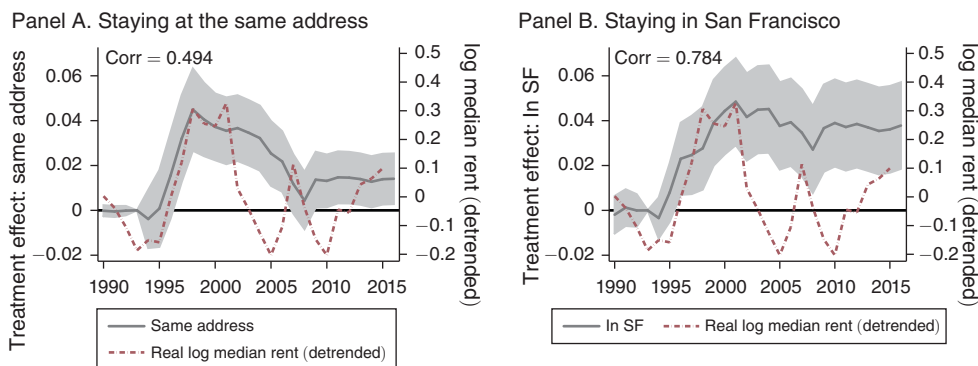 Panel A. Staying at the same address
Treatment effect: same address
Corr = 0.494
0.06
0.04
0.02
0
−0.02
0.5
0.4
0.3
0.2
0.1
0
−0.1
−0.2
log median rent (detrended)
1990 1995 2000 2005 2010 2015
Same address
Real log median rent (detrended)
Panel B. Staying in San Francisco
Treatment effect: In SF
Corr = 0.784
0.06
0.04
0.02
0
−0.02
0.5
0.4
0.3
0.2
0.1
0
−0.1
−0.2
log median rent (detrended)
1990 1995 2000 2005 2010 2015
In SF Real log median rent (detrended)